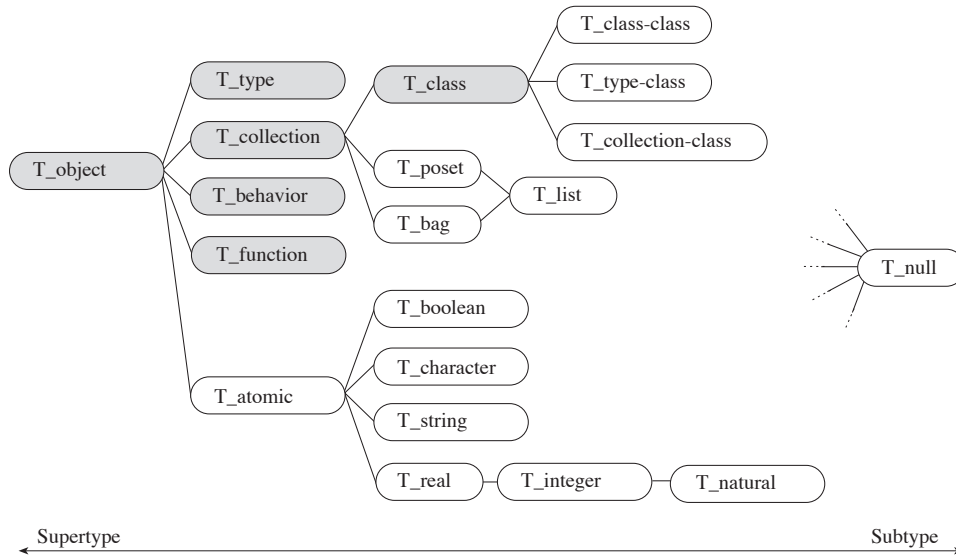 T_object
T_type
T_collection
T_behavior
T_function
T_atomic
T_class
T_poset
T_bag
T_list
T_class-class
T_type-class
T_collection-class
T_boolean
T_character
T_string
T_real
T_integer
T_natural
T_null
Supertype
Subtype